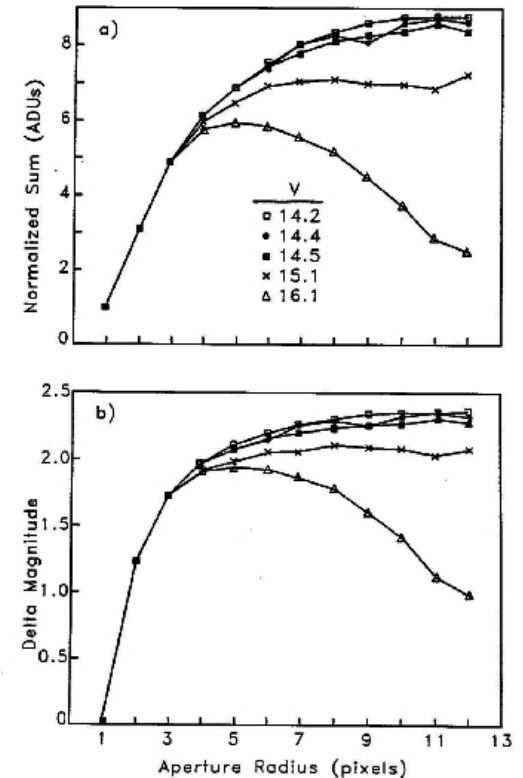 a)
8
6
4
2
0
Normalized Sum (ADUs)
V
14.2
14.4
14.5
15.1
16.1
b)
2.5
2.0
1.5
1.0
0.5
0
Delta Magnitude
1 3 5 7 9 11 13
Aperture Radius (pixels)